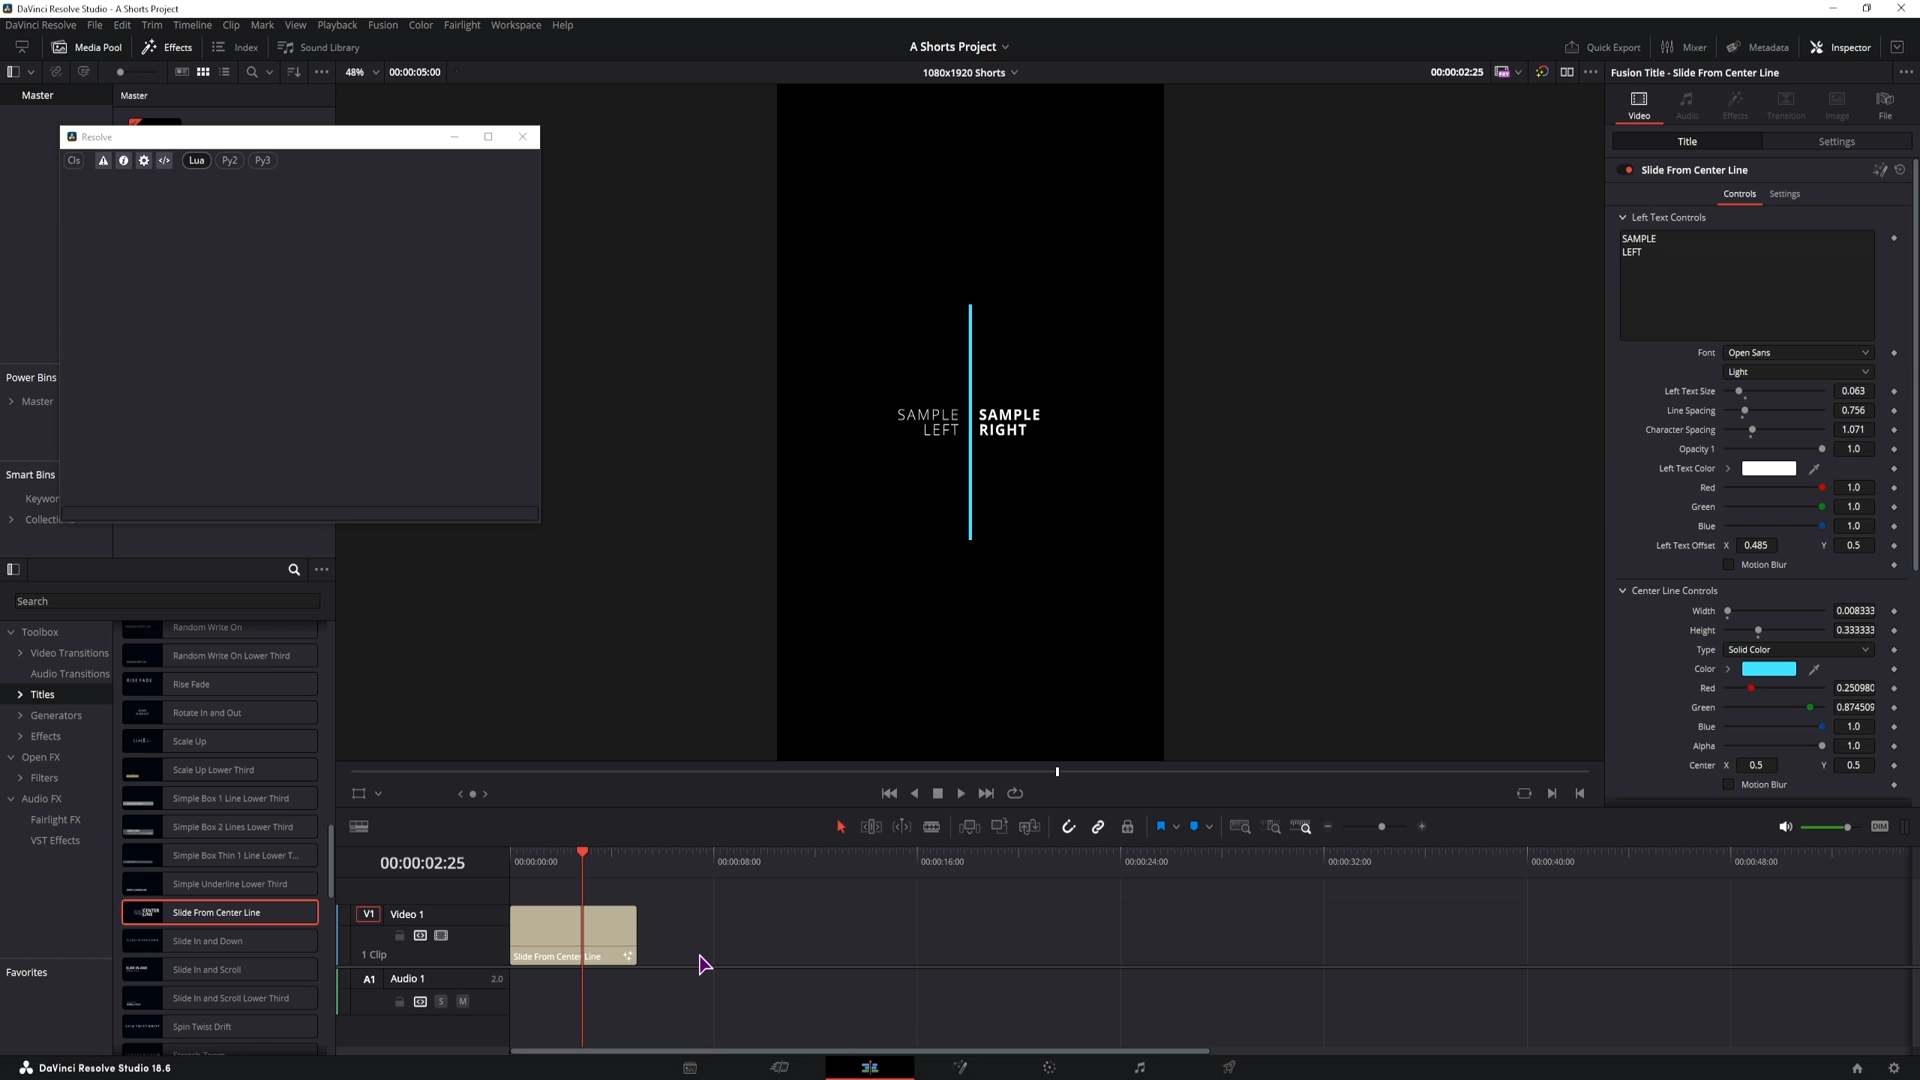 DaVinci Resolve Studio - A Shorts Project
DaVinci Resolve File Edit Trim Timeline Clip Mark View Playback Fusion Color Fairlight Workspace Help
Media Pool Effects Index Sound Library
A Shorts Project
Quick Export Mixer Metadata Inspector
48% 00:00:05:00
1080x1920 Shorts
00:00:02:25
Fusion Title - Slide From Center Line
Master
Master
Resolve
Cls Lua Py2 Py3
Power Bins
Master
Smart Bins
Keywor
Collectio
Search
Toolbox
Video Transitions
Audio Transitions
Titles
Generators
Effects
Open FX
Filters
Audio FX
Fairlight FX
VST Effects
Favorites
Random Write On
Random Write On Lower Third
RISE FADE Rise Fade
Rotate In and Out
Scale Up
Scale Up Lower Third
Simple Box 1 Line Lower Third
Simple Box 2 Lines Lower Third
Simple Box Thin 1 Line Lower T...
Simple Underline Lower Third
Slide From Center Line
Slide In and Down
Slide In and Scroll
Slide In and Scroll Lower Third
Spin Twist Drift
Stretch Zoom
SAMPLE
LEFT
SAMPLE
RIGHT
Video Audio Effects Transition Image File
Title Settings
Slide From Center Line
Controls Settings
Left Text Controls
SAMPLE
LEFT
Font Open Sans
Light
Left Text Size 0.063
Line Spacing 0.756
Character Spacing 1.071
Opacity 1 1.0
Left Text Color
Red 1.0
Green 1.0
Blue 1.0
Left Text Offset X 0.485 Y 0.5
Motion Blur
Center Line Controls
Width 0.008333
Height 0.333333
Type Solid Color
Color
Red 0.250980
Green 0.874509
Blue 1.0
Alpha 1.0
Center X 0.5 Y 0.5
Motion Blur
DIM
00:00:02:25
00:00:00:00 00:00:08:00 00:00:16:00 00:00:24:00 00:00:32:00 00:00:40:00 00:00:48:00
V1 Video 1
1 Clip
Slide From Center Line
A1 Audio 1 2.0
S M
DaVinci Resolve Studio 18.6